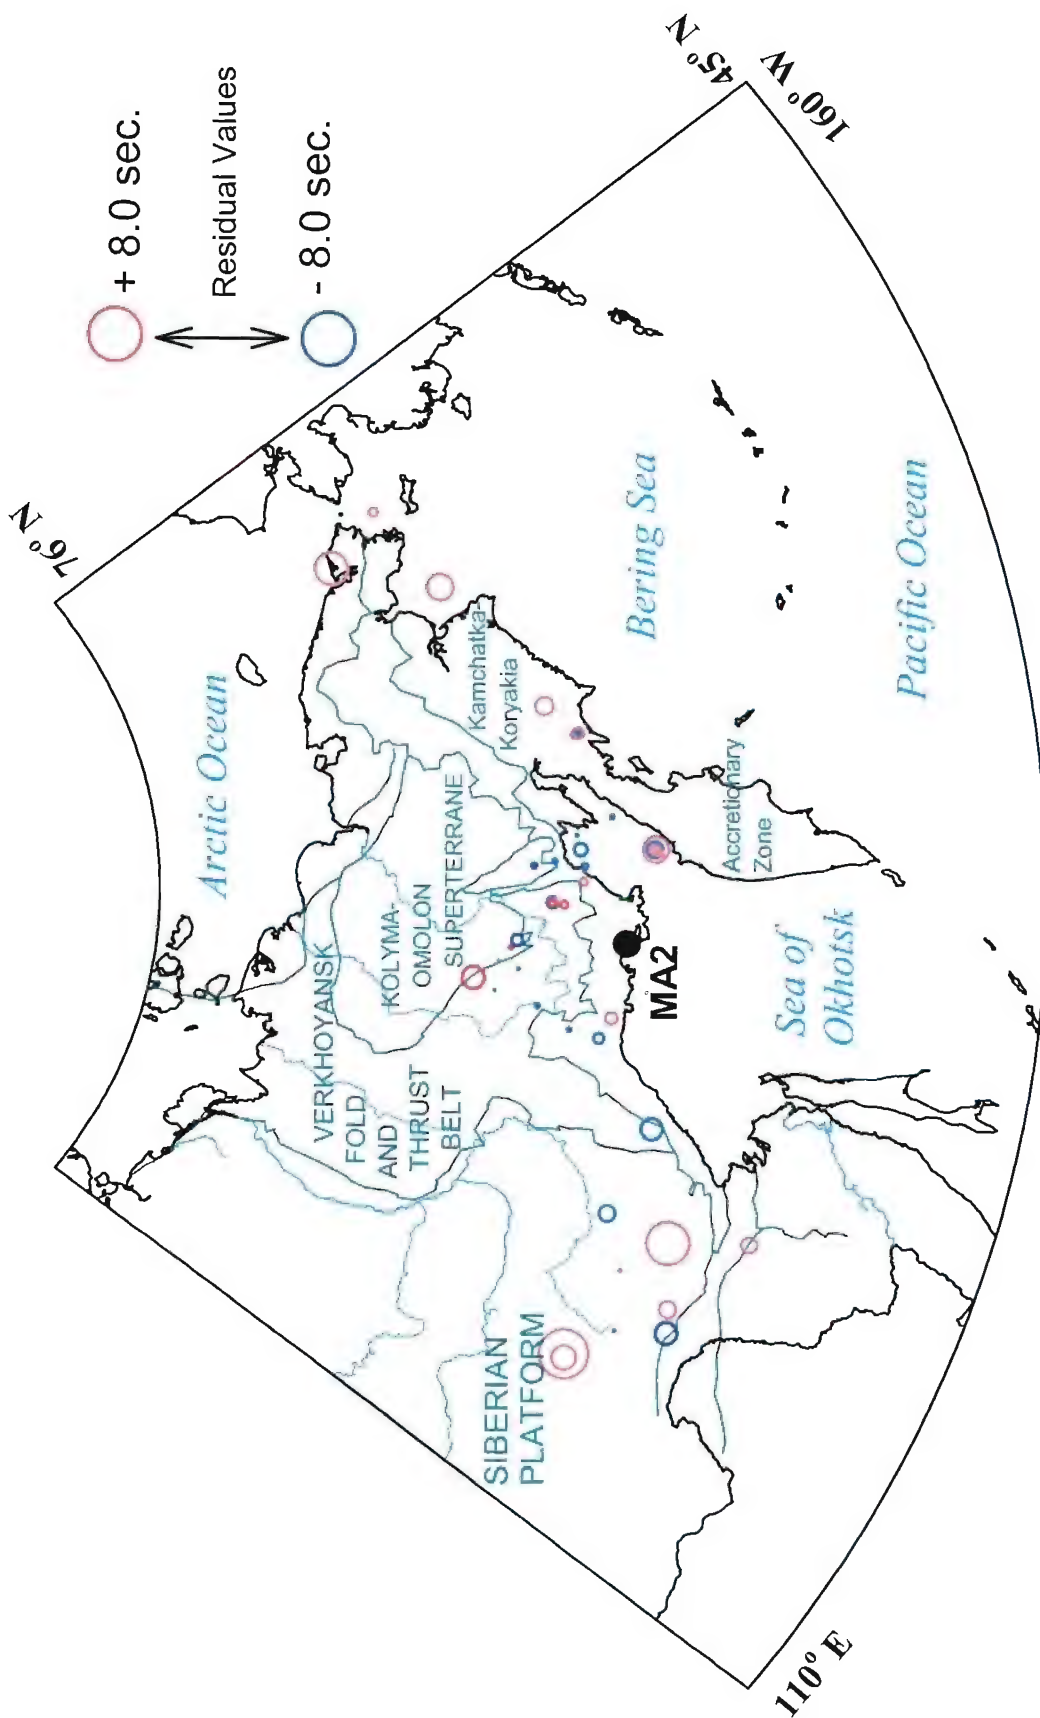 76° N
45° N
160° W
110° E
+ 8.0 sec.
Residual Values
- 8.0 sec.
Arctic Ocean
VERKHOYANSK
FOLD
AND
THRUST
BELT
KOLYMA-
OMOLON
SUPERTERRANE
Kamchatka-
Koryakia
Bering Sea
SIBERIAN
PLATFORM
MA2
Accretionary
Zone
Sea of
Okhotsk
Pacific Ocean